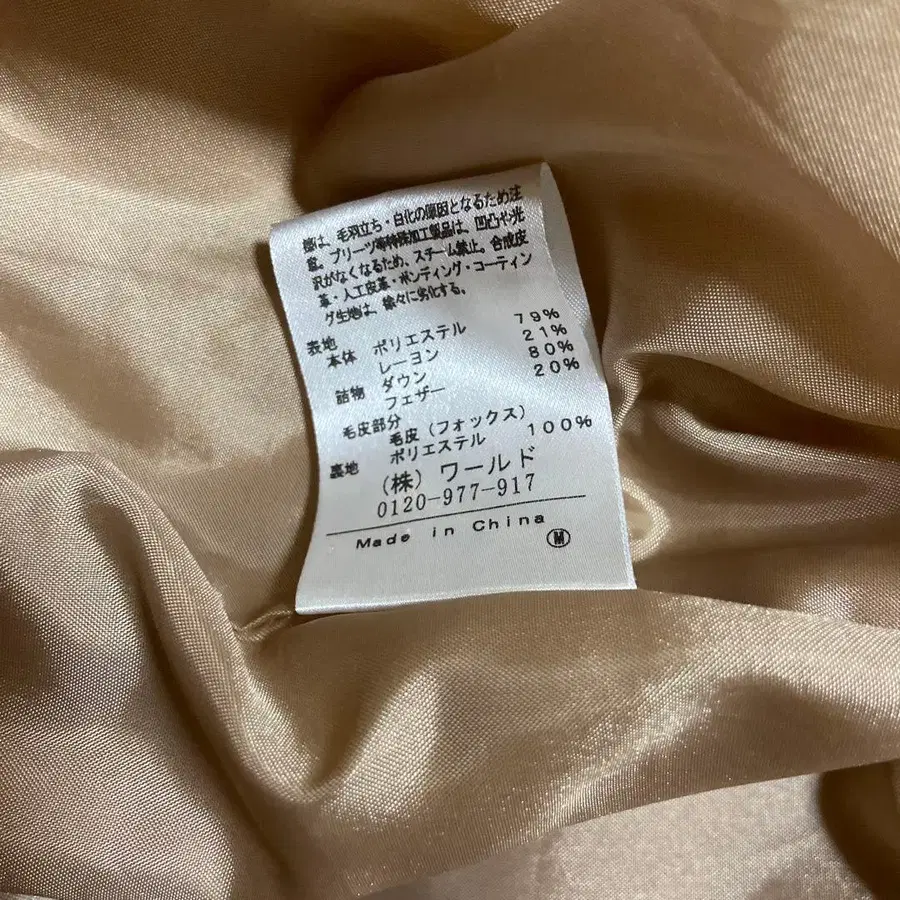 擦は、毛羽立ち・白化の原因となるため注
意。プリーツ等特殊加工製品は、凹凸や光
沢がなくなるため、スチーム禁止。合成皮
革・人工皮革・ボンディング・コーティン
グ生地は、徐々に劣化する。
表地
本体 ポリエステル 79%
レーヨン 21%
詰物 ダウン 80%
フェザー 20%
毛皮部分
毛皮(フォックス)
裏地 ポリエステル 100%
(株)ワールド
0120-977-917
Made in China Ⓜ